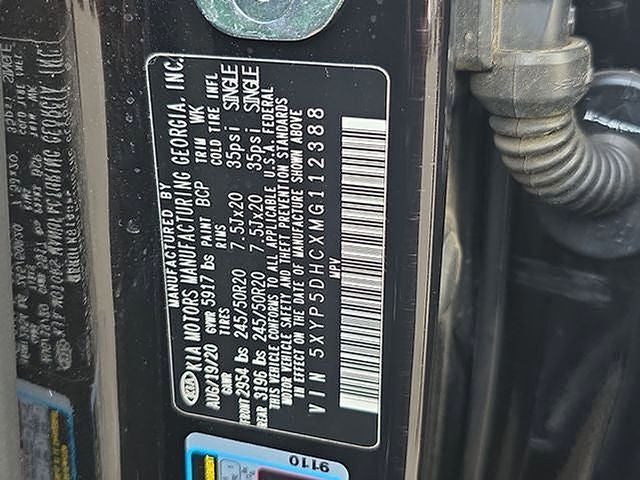 MANUFACTURED BY
KIA KIA MOTORS MANUFACTURING GEORGIA. INC.
AUG/19/20 GVWR 5917 lbs PAINT BCP TRIM WK
GAWR TIRES RIMS COLD TIRE INFL
FRONT 2954 lbs 245/50R20 7.5Jx20 35psi SINGLE
REAR 3196 lbs 245/50R20 7.5Jx20 35psi SINGLE
THIS VEHICLE CONFORMS TO ALL APPLICABLE U.S.A. FEDERAL
MOTOR VEHICLE SAFETY AND THEFT PREVENTION STANDARDS
IN EFFECT ON THE DATE OF MANUFACTURE SHOWN ABOVE
VIN 5XYP5DHCXMG112388
MPV
9110